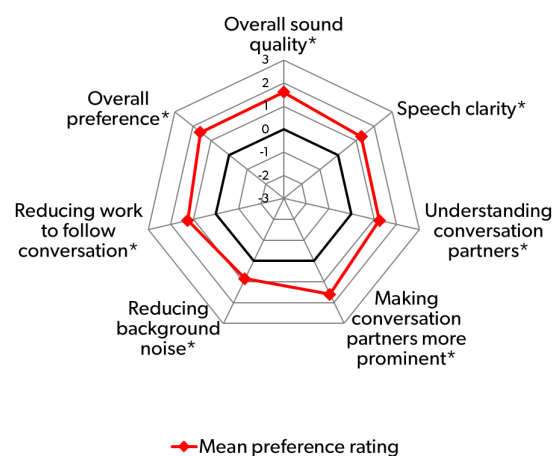 Overall sound
quality*
3
2
1
0
-1
-2
-3
Speech clarity*
Overall
preference*
Reducing work
to follow
conversation*
Understanding
conversation
partners*
Reducing
background
noise*
Making
conversation
partners more
prominent*
Mean preference rating